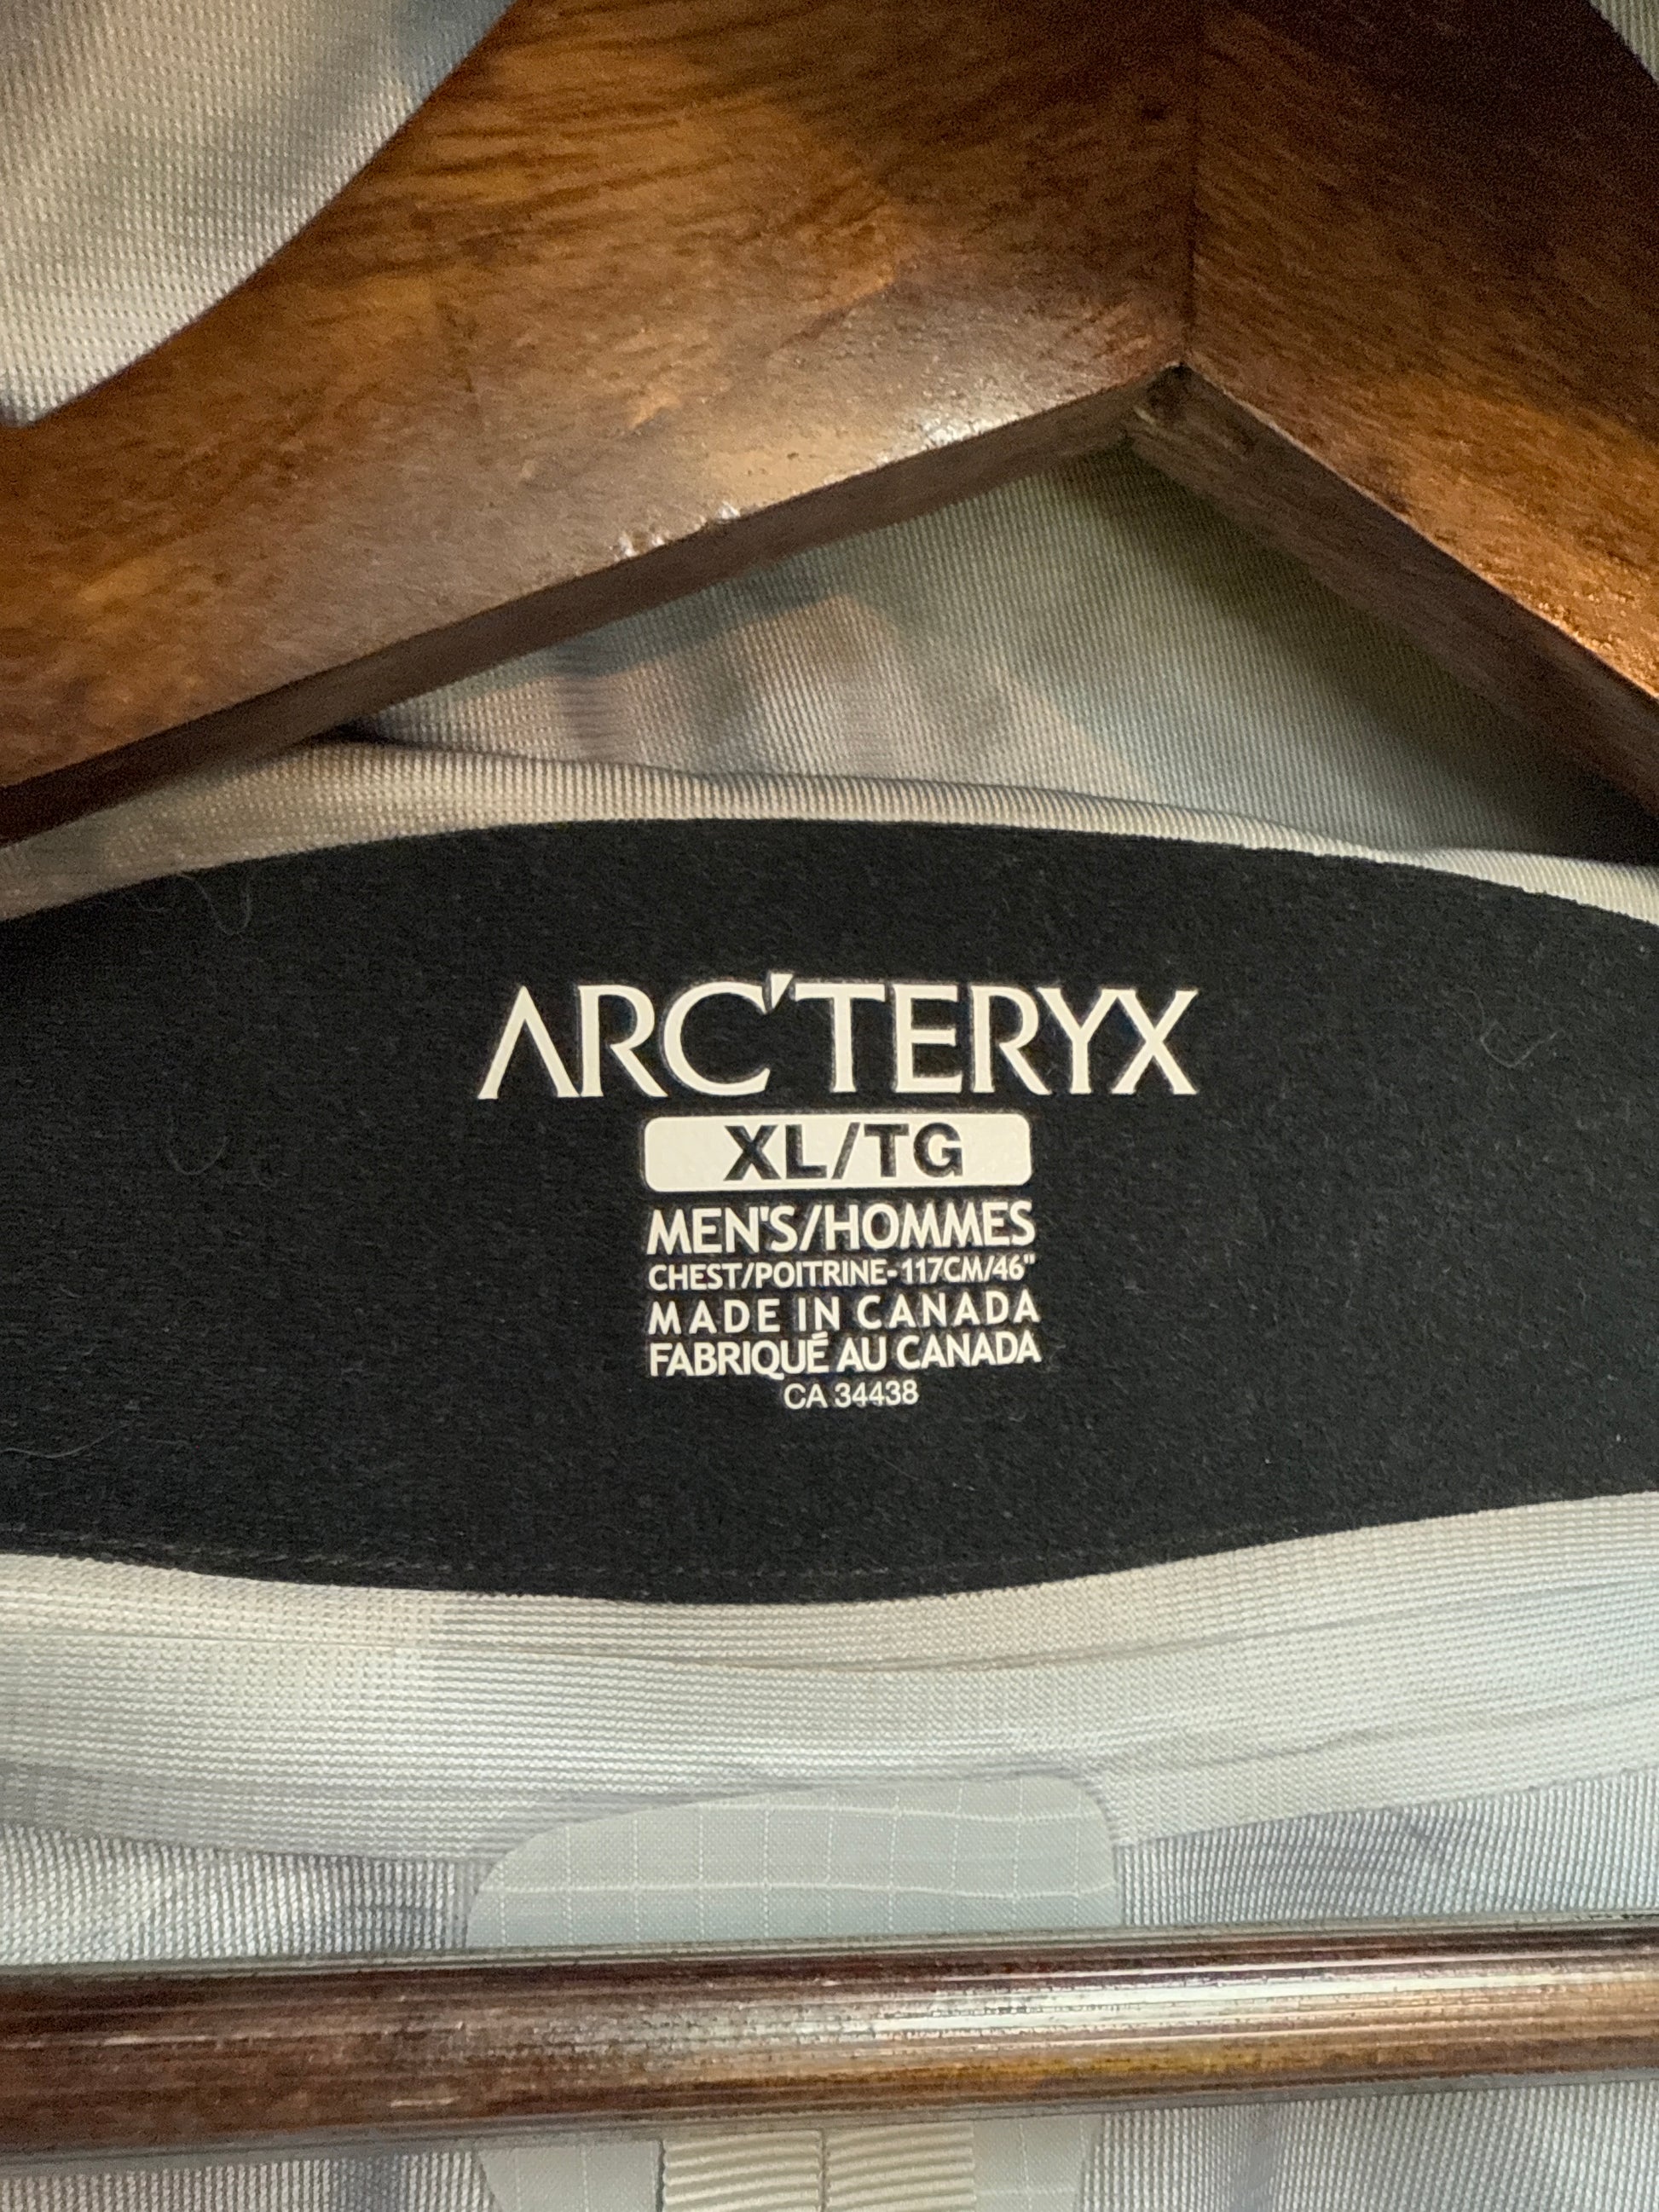 ARC'TERYX
XL/TG
MEN'S/HOMMES
CHEST/POITRINE-117CM/46"
MADE IN CANADA
FABRIQUÉ AU CANADA
CA 34438